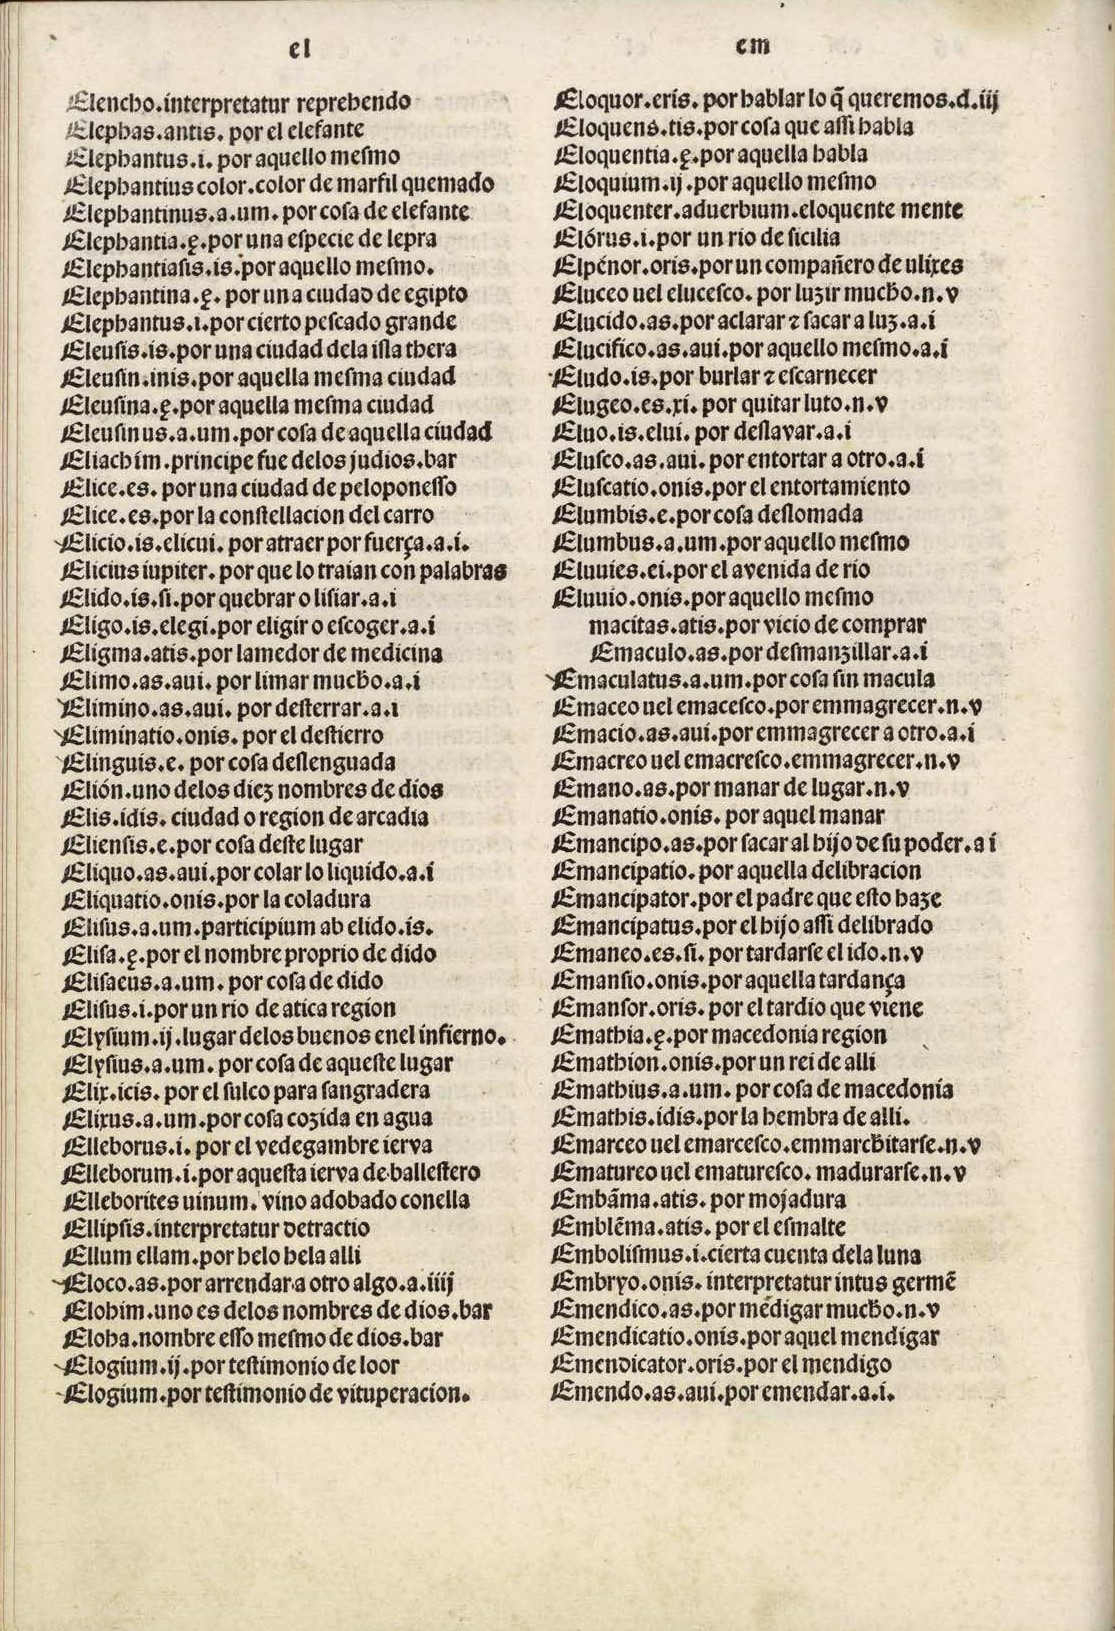 el
Elencho.interpretatur reprehendo
Elephas.antis. por el elefante
Elephantus.i. por aquello mesmo
Elephantius color.color de marfil quemado
Elephantinus.a.um. por cosa de elefante
Elephantia.ę.por una especie de lepra
Elephantiasis.is.por aquello mesmo.
Elephantina.ę. por una ciudad de egipto
Elephantus.i.por cierto pescado grande
Eleusis.is.por una ciudad dela isla thera
Eleusin.inis.por aquella mesma ciudad
Eleusina.ę.por aquella mesma ciudad
Eleusinus.a.um.por cosa de aquella ciudad
Eliachim.principe fue delos judios.bar
Elice.es. por una ciudad de peloponesso
Elice.es.por la constellacion del carro
Elicio.is.elicui. por atraer por fuerça.a.i.
Elicius iupiter. por que lo traian con palabras
Elido.is.si.por quebrar o lisiar.a.i
Eligo.is.elegi.por eligir o escoger.a.i
Eligma.atis.por lamedor de medicina
Elimo.as.aui. por limar mucho.a.i
Elimino.as.aui. por desterrar.a.i
Eliminatio.onis. por el destierro
Elinguis.e. por cosa deslenguada
Elión.uno delos diez nombres de dios
Elis.idis. ciudad o region de arcadia
Eliensis.e.por cosa deste lugar
Eliquo.as.aui.por colar lo liquido.a.i
Eliquatio.onis.por la coladura
Elisus.a.um.participium ab elido.is.
Elisa.ę.por el nombre proprio de dido
Elisaeus.a.um. por cosa de dido
Elisus.i.por un rio de atica region
Elysium.ij.lugar delos buenos enel infierno.
Elysius.a.um. por cosa de aqueste lugar
Elix.icis. por el sulco para sangradera
Elixus.a.um.por cosa cozida en agua
Elleborus.i. por el vedegambre ierva
Elleborum.i.por aquesta ierva de ballestero
Elleborites uinum. vino adobado conella
Ellipsis.interpretatur detractio
Ellum ellam.por helo hela alli
Eloco.as.por arrendar a otro algo.a.iiij
Elohim.uno es delos nombres de dios.bar
Eloha.nombre esso mesmo de dios.bar
Elogium.ij.por testimonio de loor
Elogium.por testimonio de vituperacion.
em
Eloquor.eris. por hablar lo q̃ queremos.d.iij
Eloquens.tis.por cosa que assi habla
Eloquentia.ę.por aquella habla
Eloquium.ij.por aquello mesmo
Eloquenter.aduerbium.eloquente mente
Elórus.i.por un rio de sicilia
Elpénor.oris.por un compañero de ulixes
Eluceo uel elucesco. por luzir mucho.n.v
Elucido.as.por aclarar ⁊ sacar a luz.a.i
Elucifico.as.aui.por aquello mesmo.a.i
Eludo.is.por burlar ⁊ escarnecer
Elugeo.es.xi. por quitar luto.n.v
Eluo.is.elui. por deslavar.a.i
Elusco.as.aui. por entortar a otro.a.i
Eluscatio.onis.por el entortamiento
Elumbis.e.por cosa deslomada
Elumbus.a.um.por aquello mesmo
Eluuies.ei.por el avenida de rio
Eluuio.onis.por aquello mesmo
macitas.atis.por vicio de comprar
Emaculo.as.por desmanzillar.a.i
Emaculatus.a.um.por cosa sin macula
Emaceo uel emacesco.por emmagrecer.n.v
Emacio.as.aui.por emmagrecer a otro.a.i
Emacreo uel emacresco.emmagrecer.n.v
Emano.as.por manar de lugar.n.v
Emanatio.onis. por aquel manar
Emancipo.as.por sacar al hijo de su poder.a i
Emancipatio. por aquella delibracion
Emancipator.por el padre que esto haze
Emancipatus.por el hijo assi delibrado
Emaneo.es.si. por tardarse el ido.n.v
Emansio.onis.por aquella tardança
Emansor.oris. por el tardio que viene
Emathia.ę.por macedonia region
Emathion.onis.por un rei de alli
Emathius.a.um. por cosa de macedonia
Emathis.idis.por la hembra de alli.
Emarceo uel emarcesco.emmarchitarse.n.v
Ematureo uel ematuresco. madurarse.n.v
Embãma.atis. por mojadura
Emblẽma.atis. por el esmalte
Embolismus.i.cierta cuenta dela luna
Embryo.onis. interpretatur intus germẽ
Emendico.as.por mẽdigar mucho.n.v
Emendicatio.onis.por aquel mendigar
Emendicator.oris.por el mendigo
Emendo.as.aui.por emendar.a.i.